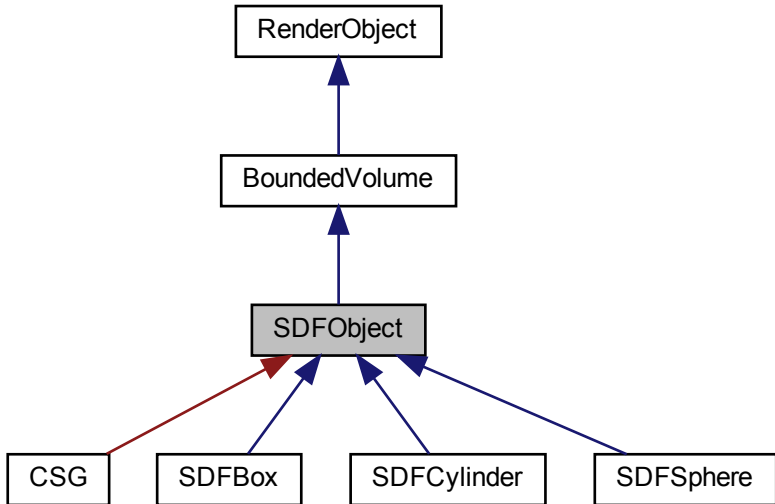 RenderObject
BoundedVolume
SDFObject
CSG
SDFBox
SDFCylinder
SDFSphere